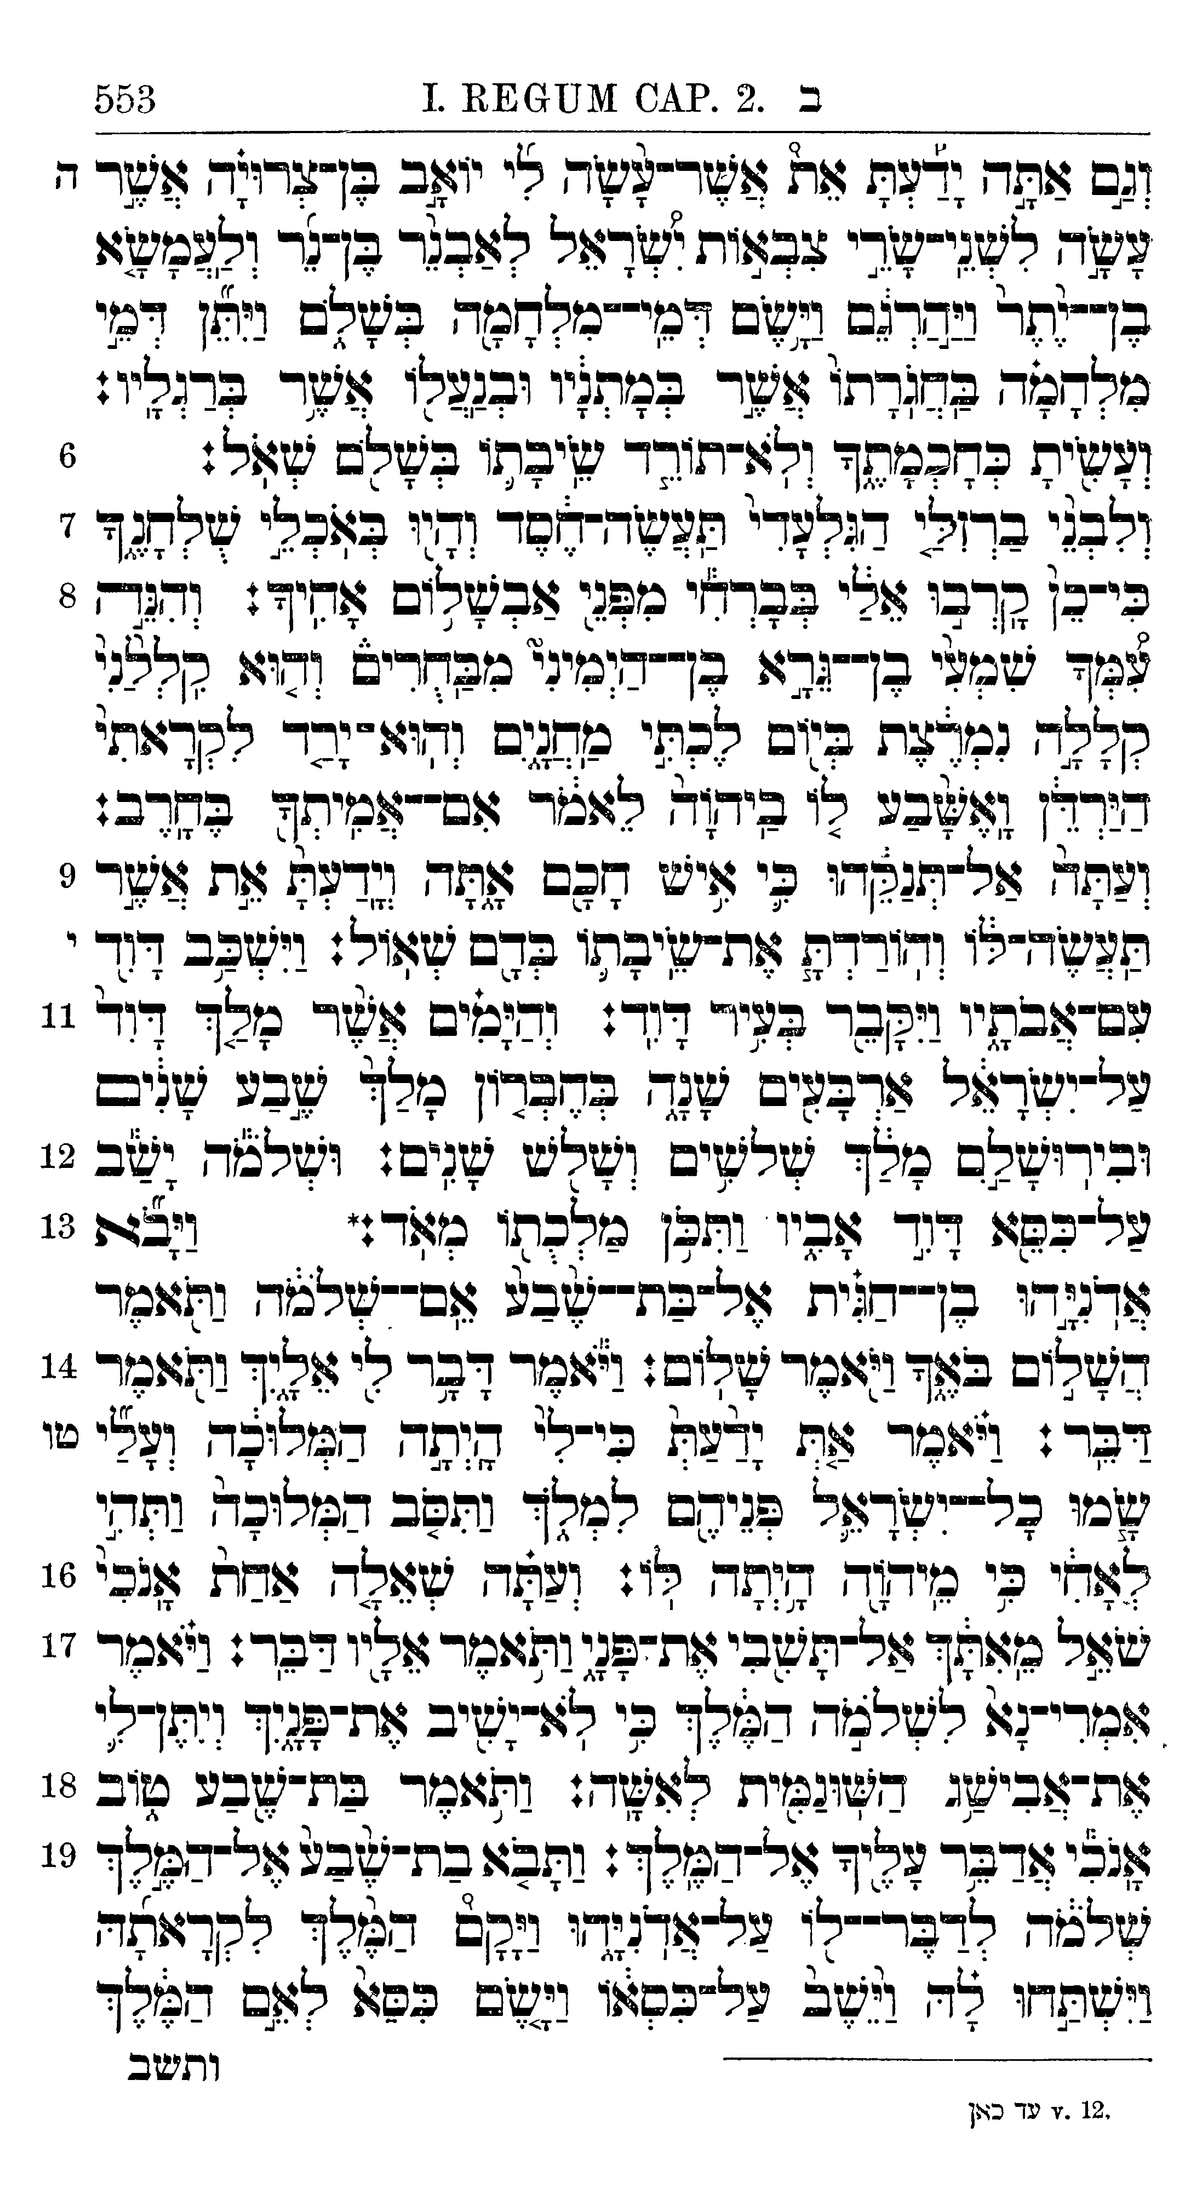 553 I. REGUM CAP. 2. ב
ה וְגַ֣ם אַתָּ֣ה יָדַ֡עְתָּ אֵת֩ אֲשֶׁר־עָ֨שָׂה לִ֜י יוֹאָ֣ב בֶּן־צְרוּיָ֗ה אֲשֶׁ֣ר
עָשָׂ֣ה לִשְׁנֵֽי־שָׂרֵ֣י צִבְא֣וֹת יִ֠שְׂרָאֵל לְאַבְנֵ֨ר בֶּן־נֵ֜ר וְלַעֲמָשָׂ֤א
בֶן־יֶ֙תֶר֙ וַיַּ֣הַרְגֵ֔ם וַיָּ֥שֶׂם דְּמֵֽי־מִלְחָמָ֖ה בְּשָׁלֹ֑ם וַיִּתֵּ֞ן דְּמֵ֣י
מִלְחָמָ֗ה בַּחֲגֹֽרָתוֹ֙ אֲשֶׁ֣ר בְּמָתְנָ֔יו וּֽבְנַעֲל֖וֹ אֲשֶׁ֥ר בְּרַגְלָֽיו׃
6 וְעָשִׂ֖יתָ כְּחָכְמָתֶ֑ךָ וְלֹֽא־תוֹרֵ֧ד שֵׂיבָת֛וֹ בְּשָׁלֹ֖ם שְׁאֹֽל׃
7 וְלִבְנֵ֨י בַרְזִלַּ֤י הַגִּלְעָדִי֙ תַּֽעֲשֶׂה־חֶ֔סֶד וְהָי֖וּ בְּאֹכְלֵ֣י שֻׁלְחָנֶ֑ךָ
8 כִּי־כֵן֙ קָרְב֣וּ אֵלַ֔י בְּבָרְחִ֕י מִפְּנֵ֖י אַבְשָׁל֥וֹם אָחִֽיךָ׃ וְהִנֵּ֣ה
עִ֠מְּךָ שִֽׁמְעִ֨י בֶן־גֵּרָ֥א בֶן־הַיְמִינִי֮ מִבַּחֻרִים֒ וְה֤וּא קִֽלְלַ֙נִי֙
קְלָלָ֣ה נִמְרֶ֔צֶת בְּי֖וֹם לֶכְתִּ֣י מַחֲנָ֑יִם וְהֽוּא־יָרַ֤ד לִקְרָאתִי֙
הַיַּרְדֵּ֔ן וָאֶשָּׁ֨בַֽע ל֤וֹ בַֽיהוָה֙ לֵאמֹ֔ר אִם־אֲמִֽיתְךָ֖ בֶּחָֽרֶב׃
9 וְעַתָּה֙ אַל־תְּנַקֵּ֔הוּ כִּ֛י אִ֥ישׁ חָכָ֖ם אָ֑תָּה וְיָֽדַעְתָּ֙ אֵ֣ת אֲשֶׁ֣ר
י תַּֽעֲשֶׂה־לּ֔וֹ וְהוֹרַדְתָּ֧ אֶת־שֵׂיבָת֛וֹ בְּדָ֖ם שְׁאֽוֹל׃ וַיִּשְׁכַּ֥ב דָּוִ֖ד
11 עִם־אֲבֹתָ֑יו וַיִּקָּבֵ֖ר בְּעִ֥יר דָּוִֽד׃ וְהַיָּמִ֗ים אֲשֶׁ֨ר מָלַ֤ךְ דָּוִד֙
עַל־יִשְׂרָאֵ֔ל אַרְבָּעִ֖ים שָׁנָ֑ה בְּחֶבְר֤וֹן מָלַךְ֙ שֶׁ֣בַע שָׁנִ֔ים
12 וּבִירֽוּשָׁלִַ֣ם מָלַ֔ךְ שְׁלֹשִׁ֥ים וְשָׁלֹ֖שׁ שָׁנִֽים׃ וּשְׁלֹמֹ֕ה יָשַׁ֕ב
13 עַל־כִּסֵּ֖א דָּוִ֣ד אָבִ֑יו וַתִּכֹּ֥ן מַלְכֻת֖וֹ מְאֹֽד׃* וַיָּבֹ֞א
אֲדֹנִיָּ֣הוּ בֶן־חַגִּ֗ית אֶל־בַּת־שֶׁ֙בַע֙ אֵם־שְׁלֹמֹ֔ה וַתֹּ֖אמֶר
14 הֲשָׁל֣וֹם בֹּאֶ֑ךָ וַיֹּ֖אמֶר שָׁלֽוֹם׃ וַיֹּ֕אמֶר דָּבָ֥ר לִ֖י אֵלָ֑יִךְ וַתֹּ֖אמֶר
טו דַּבֵּֽר׃ וַיֹּ֗אמֶר אַ֤תְּ יָדַ֙עַתְּ֙ כִּי־לִי֙ הָיְתָ֣ה הַמְּלוּכָ֔ה וְעָלַ֞י
שָׂ֧מוּ כָֽל־יִשְׂרָאֵ֛ל פְּנֵיהֶ֖ם לִמְלֹ֑ךְ וַתִּסֹּ֤ב הַמְּלוּכָה֙ וַתְּהִ֣י
16 לְאָחִ֔י כִּ֥י מֵיְהוָ֖ה הָ֥יְתָה לּֽוֹ׃ וְעַתָּ֗ה שְׁאֵלָ֤ה אַחַת֙ אָֽנֹכִי֙
17 שֹׁאֵ֣ל מֵֽאִתָּ֔ךְ אַל־תָּשִׁ֖בִי אֶת־פָּנָ֑י וַתֹּ֥אמֶר אֵלָ֖יו דַּבֵּֽר׃ וַיֹּ֗אמֶר
אִמְרִי־נָא֙ לִשְׁלֹמֹ֣ה הַמֶּ֔לֶךְ כִּ֥י לֹֽא־יָשִׁ֖יב אֶת־פָּנָ֑יִךְ וְיִתֶּן־לִ֛י
18 אֶת־אֲבִישַׁ֥ג הַשּׁוּנַמִּ֖ית לְאִשָּֽׁה׃ וַתֹּ֥אמֶר בַּת־שֶׁ֖בַע ט֑וֹב
19 אָנֹכִ֕י אֲדַבֵּ֥ר עָלֶ֖יךָ אֶל־הַמֶּֽלֶךְ׃ וַתָּבֹ֤א בַת־שֶׁ֙בַע֙ אֶל־הַמֶּ֣לֶךְ
שְׁלֹמֹ֔ה לְדַבֶּר־ל֖וֹ עַל־אֲדֹנִיָּ֑הוּ וַיָּקָם֩ הַמֶּ֨לֶךְ לִקְרָאתָ֜הּ
וַיִּשְׁתַּ֣חוּ לָ֗הּ וַיֵּ֙שֶׁב֙ עַל־כִּסְא֔וֹ וַיָּ֤שֶׂם כִּסֵּא֙ לְאֵ֣ם הַמֶּ֔לֶךְ
ותשב
v. 12. עד כאן